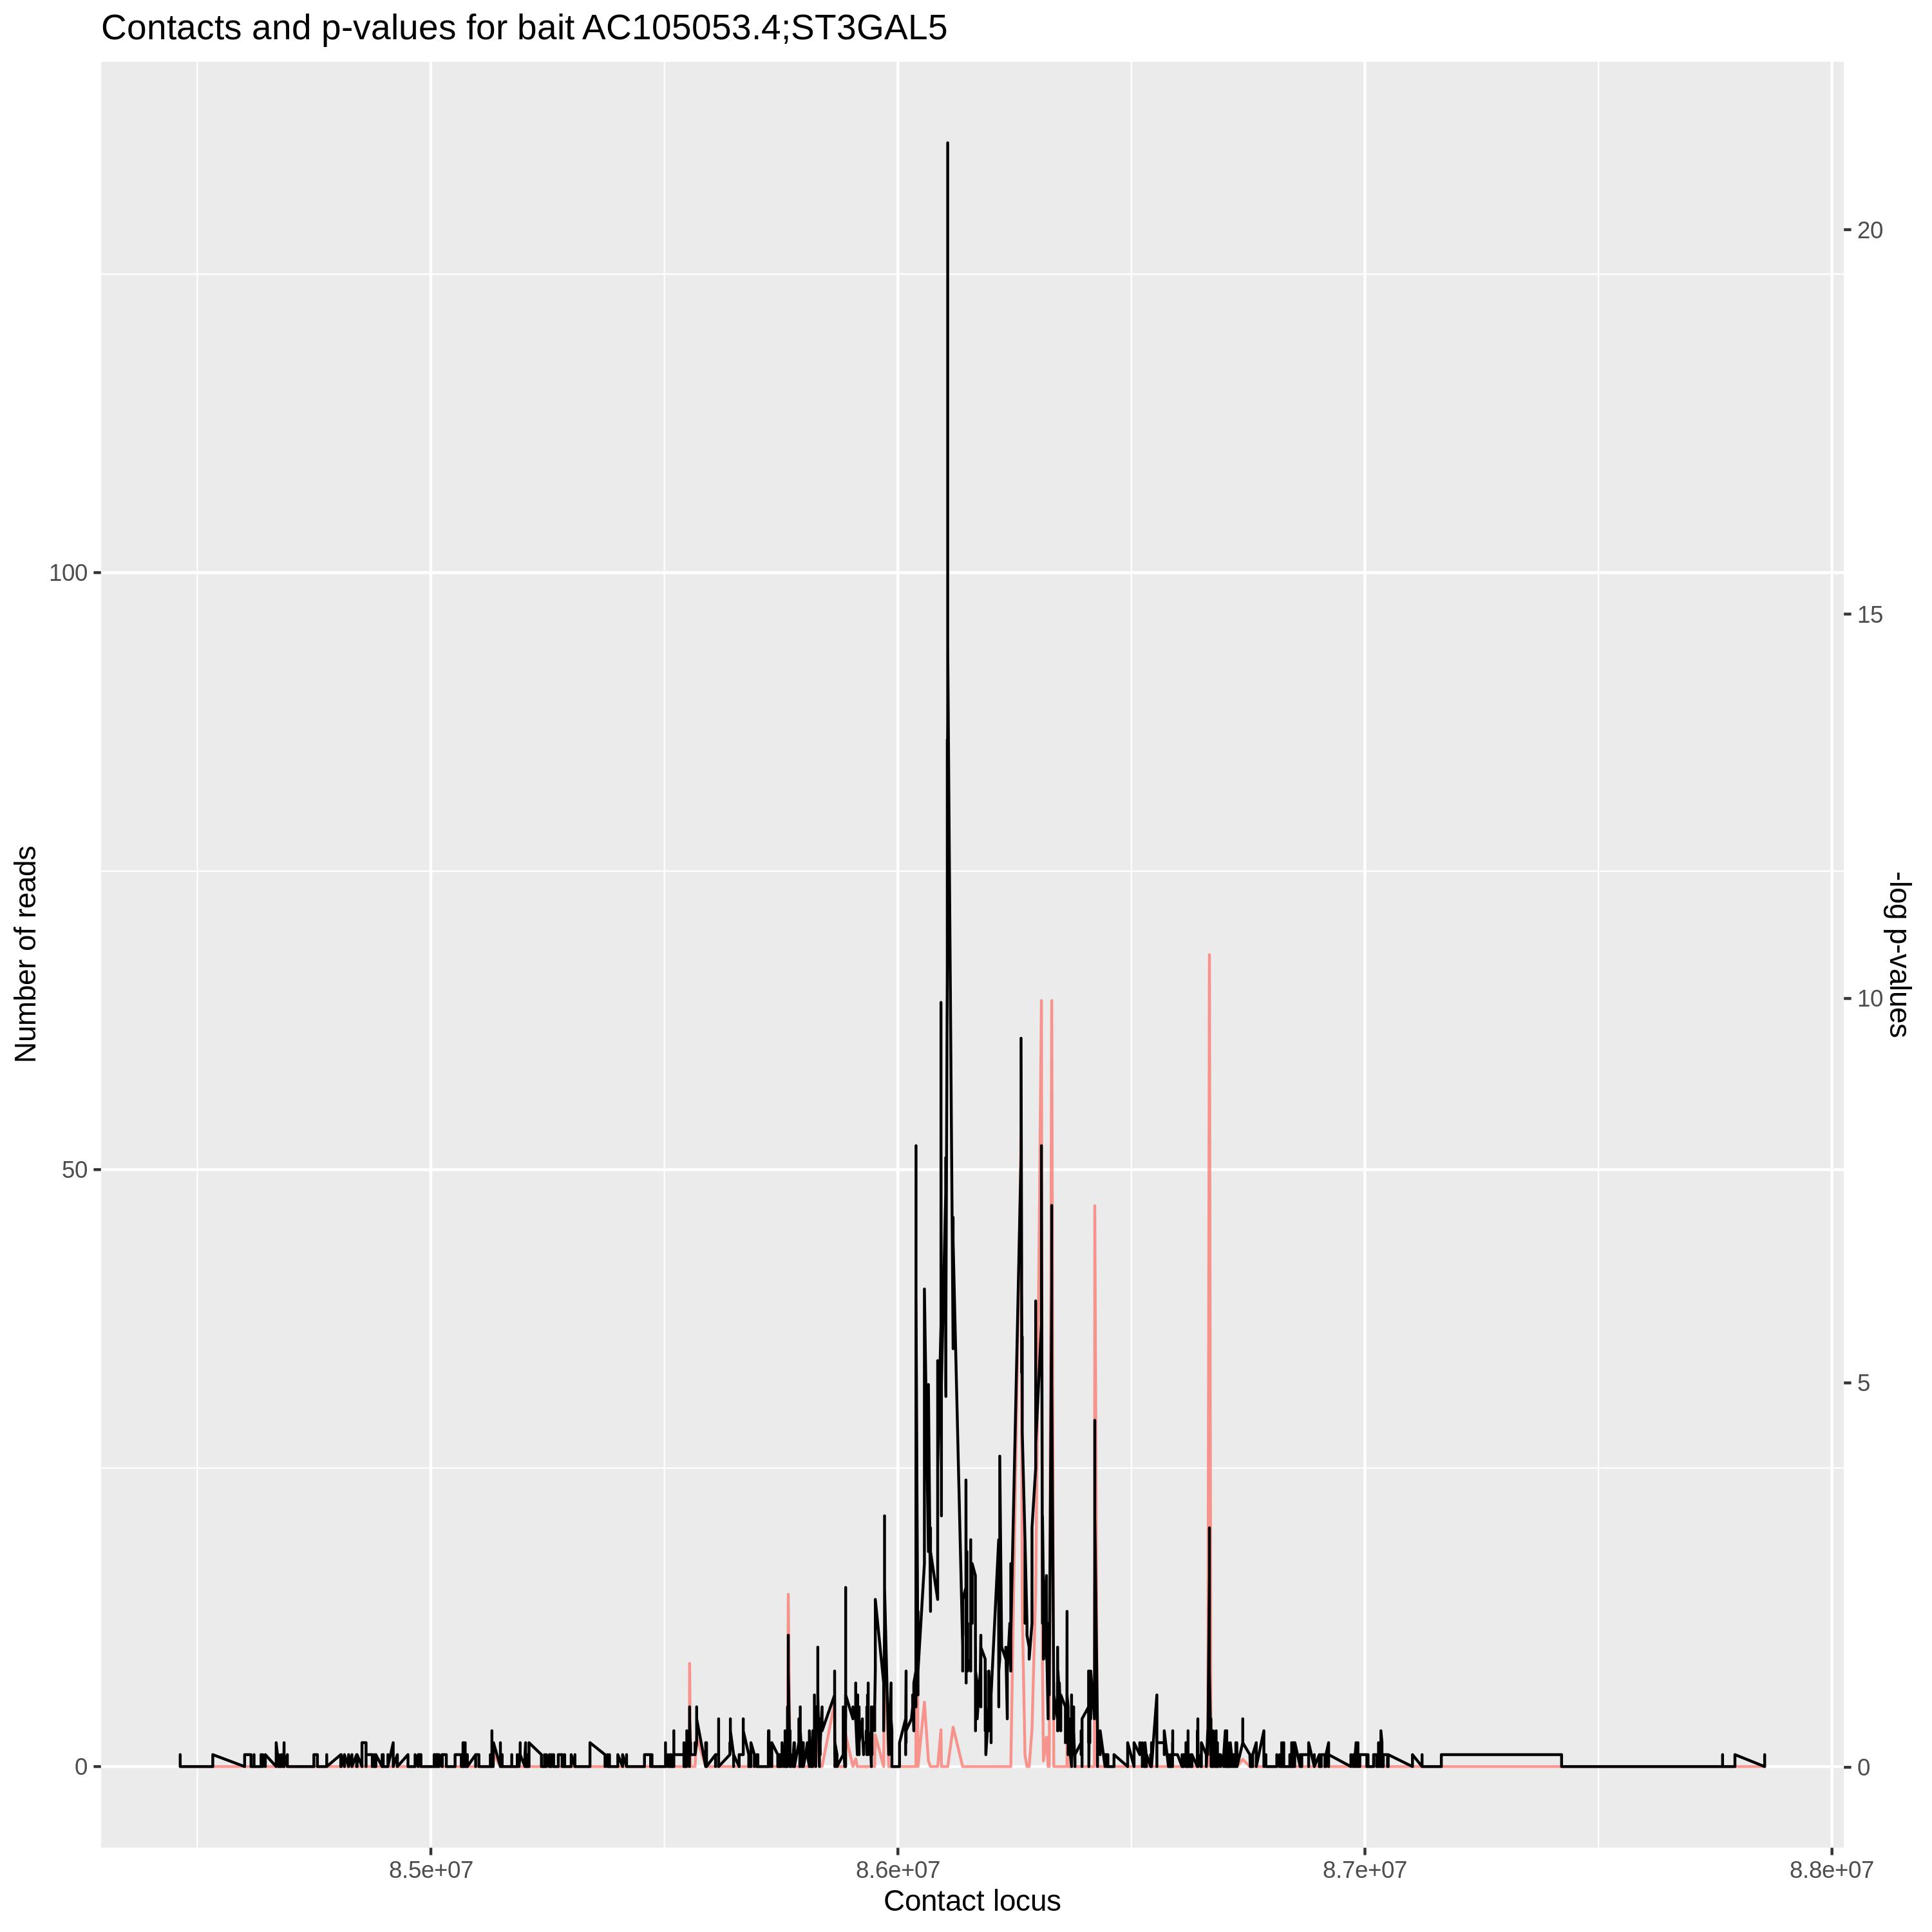 Contacts and p-values for bait AC105053.4;ST3GAL5
Number of reads
100
50
0
20
15
10
5
0
-log p-values
8.5e+07
8.6e+07
8.7e+07
8.8e+07
Contact locus